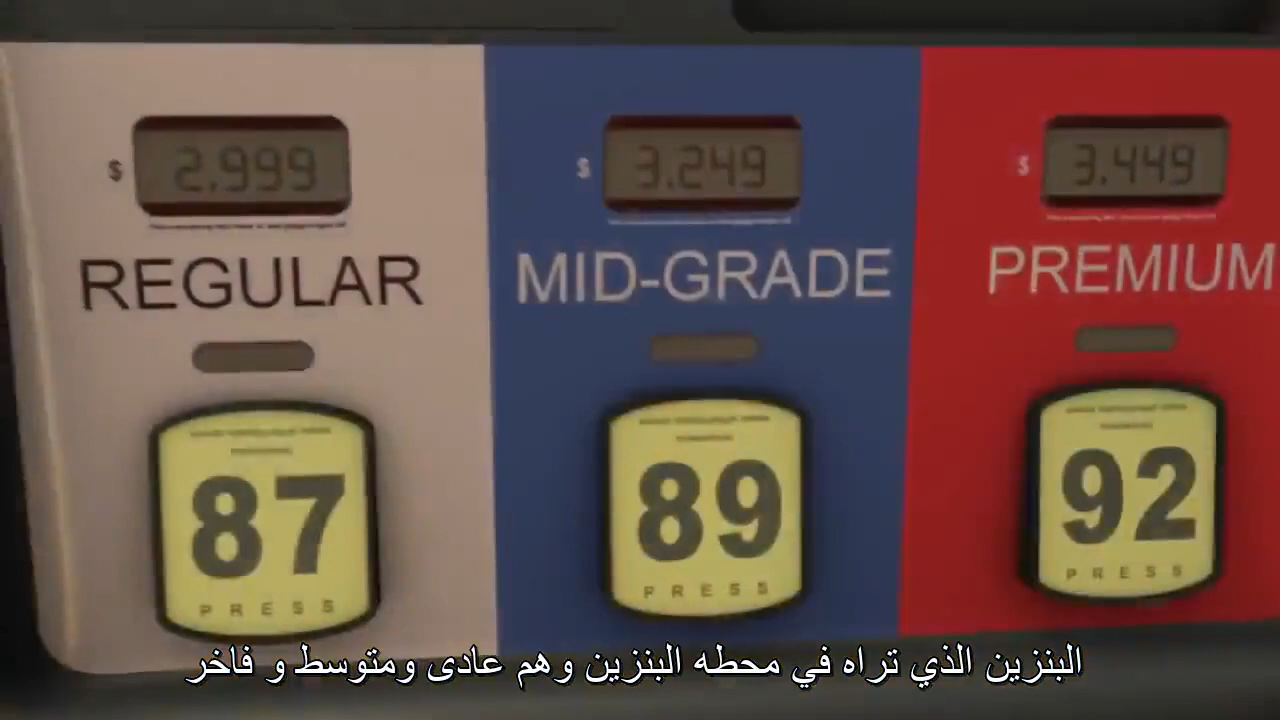 $ 2.999
$ 3.249
$ 3.449
REGULAR
MID-GRADE
PREMIUM
87
89
92
PRESS
PRESS
PRESS
البنزين الذي تراه في محطه البنزين وهم عادى ومتوسط و فاخر